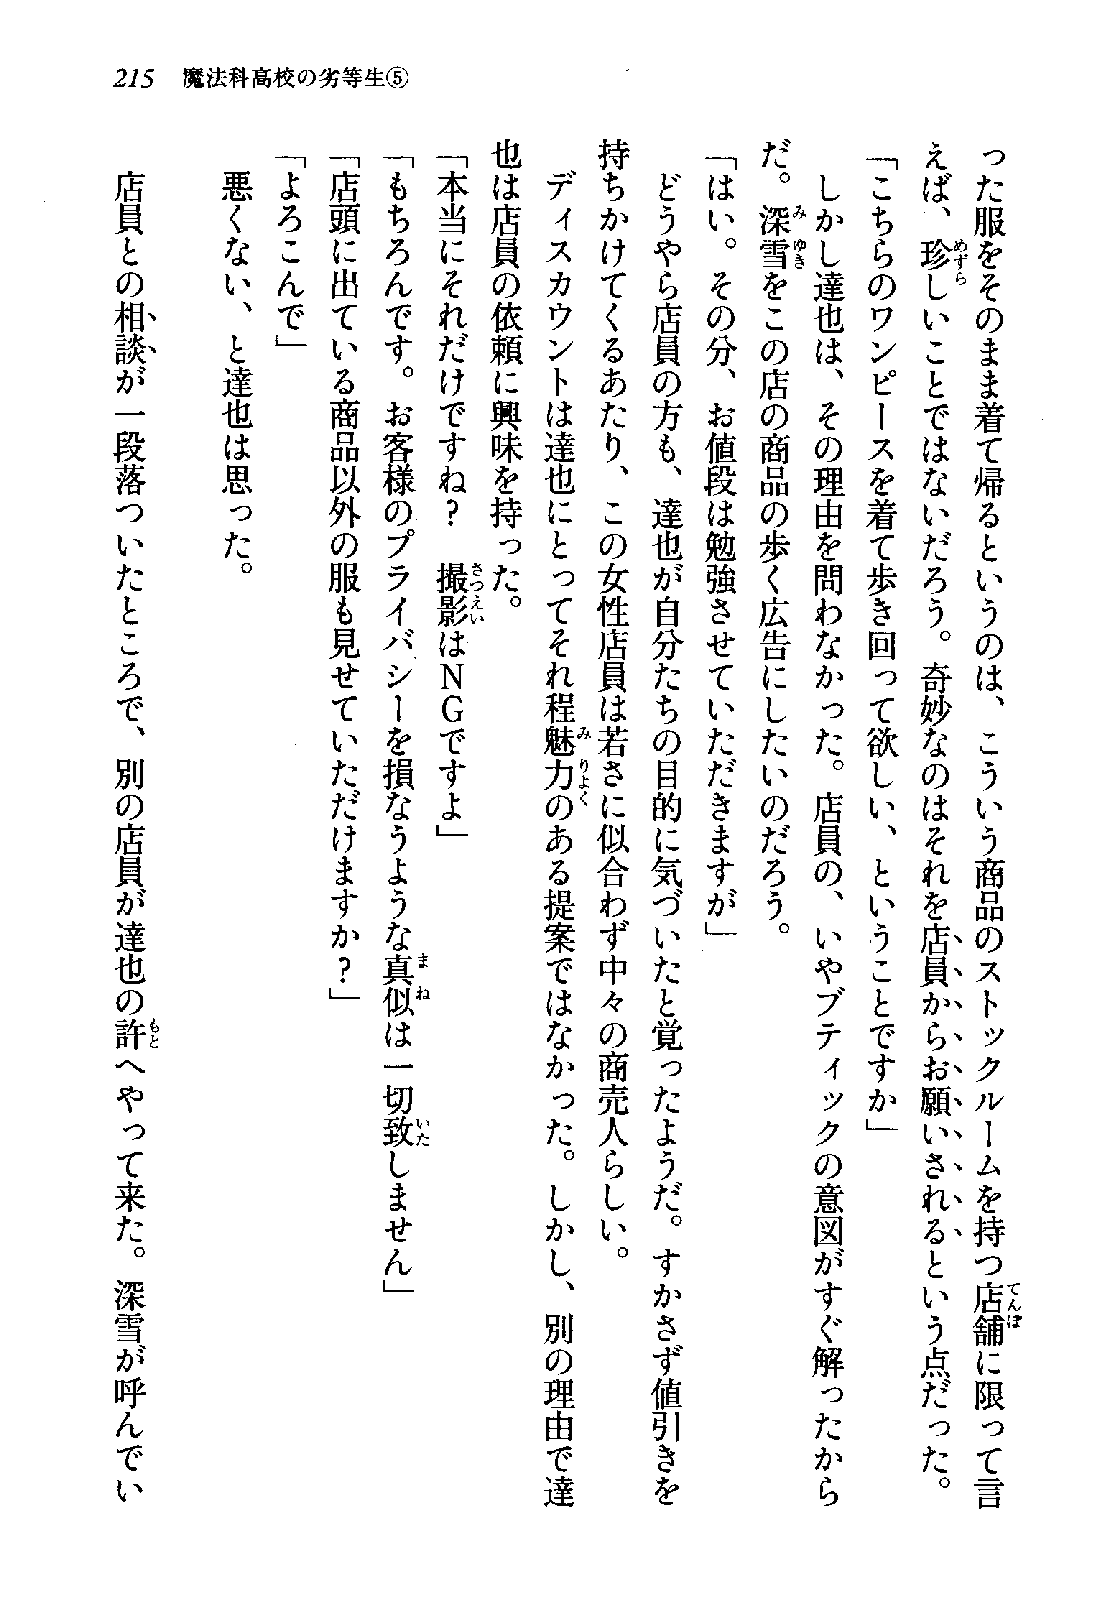 215 魔法科高校の劣等生⑤
った服をそのまま着て帰るというのは、こういう商品のストックルームを持つ店舗に限って言
えば、珍しいことではないだろう。奇妙なのはそれを店員からお願いされるという点だった。
「こちらのワンピースを着て歩き回って欲しい、ということですか」
しかし達也は、その理由を問わなかった。店員の、いやブティックの意図がすぐ解ったから
だ。深雪をこの店の商品の歩く広告にしたいのだろう。
「はい。その分、お値段は勉強させていただきますが」
どうやら店員の方も、達也が自分たちの目的に気づいたと覚ったようだ。すかさず値引きを
持ちかけてくるあたり、この女性店員は若さに似合わず中々の商売人らしい。
ディスカウントは達也にとってそれ程魅力のある提案ではなかった。しかし、別の理由で達
也は店員の依頼に興味を持った。
「本当にそれだけですね？　撮影はＮＧですよ」
「もちろんです。お客様のプライバシーを損なうような真似は一切致しません」
「店頭に出ている商品以外の服も見せていただけますか？」
「よろこんで」
悪くない、と達也は思った。
店員との相談が一段落ついたところで、別の店員が達也の許へやって来た。深雪が呼んでい